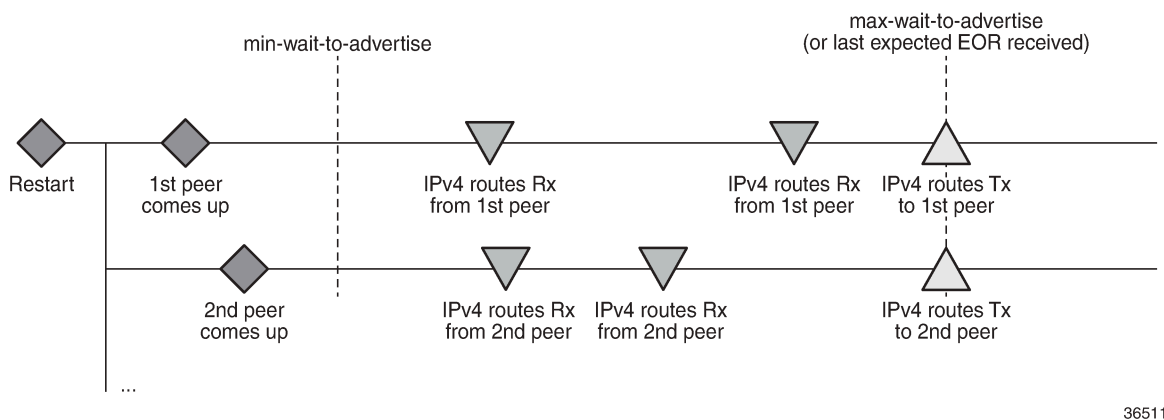 min-wait-to-advertise
max-wait-to-advertise
(or last expected EOR received)
Restart
1st peer
comes up
IPv4 routes Rx
from 1st peer
IPv4 routes Rx
from 1st peer
IPv4 routes Tx
to 1st peer
2nd peer
comes up
IPv4 routes Rx
from 2nd peer
IPv4 routes Rx
from 2nd peer
IPv4 routes Tx
to 2nd peer
...
36511